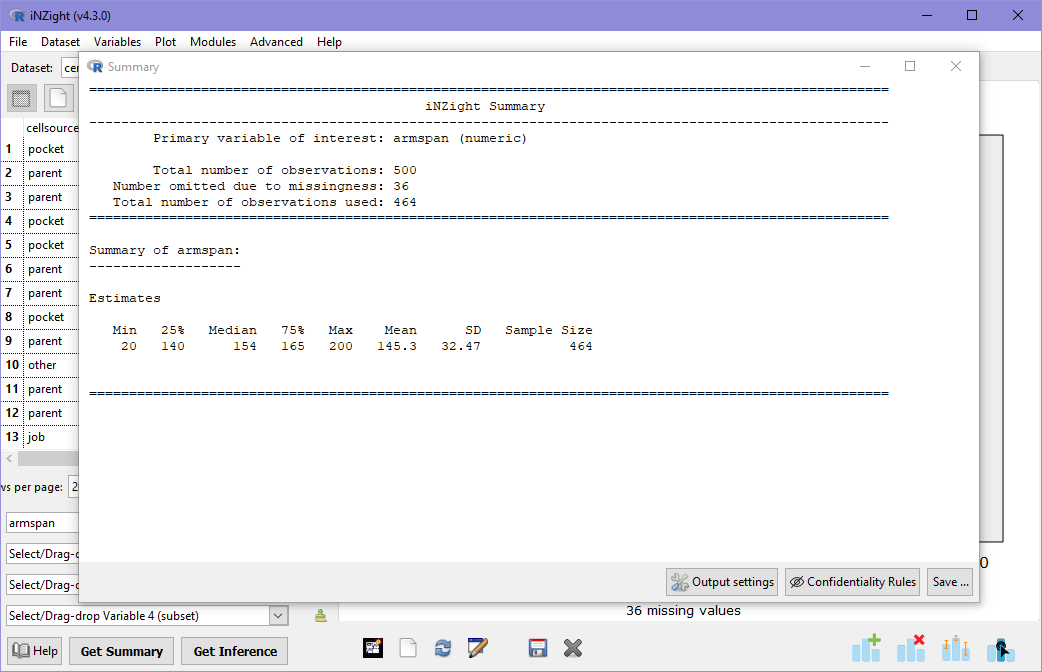 iNZight (v4.3.0)
File Dataset Variables Plot Modules Advanced Help
Dataset:
Summary
================================================================================
iNZight Summary
--------------------------------------------------------------------------------
Primary variable of interest: armspan (numeric)
Total number of observations: 500
Number omitted due to missingness: 36
Total number of observations used: 464
================================================================================
Summary of armspan:
-------------------
Estimates
Min 25% Median 75% Max Mean SD Sample Size
20 140 154 165 200 145.3 32.47 464
================================================================================
cellsource
1 pocket
2 parent
3 parent
4 pocket
5 pocket
6 parent
7 parent
8 pocket
9 parent
10 other
11 parent
12 parent
13 job
per page: 2
armspan
Select/Drag-
Select/Drag-
Select/Drag-drop Variable 4 (subset)
Output settings Confidentiality Rules Save ...
0
36 missing values
Help Get Summary Get Inference